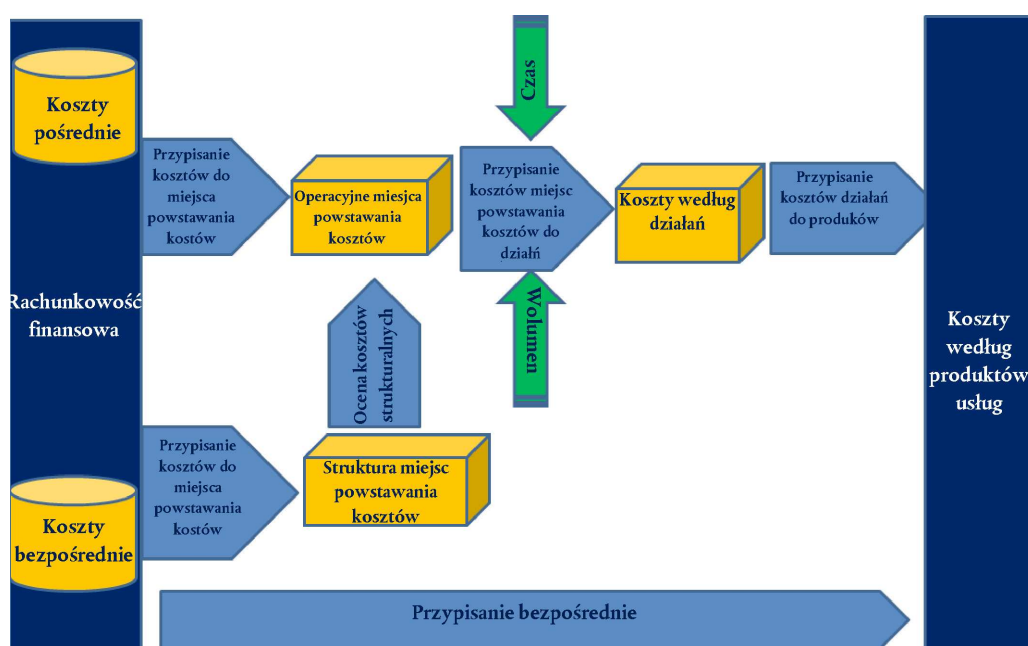 Koszty
pośrednie
Rachunkowość
finansowa
Koszty
bezpośrednie
Przypisanie
kosztów do
miejsca
powstawania
kostów
Operacyjne miesjca
powstawania
kosztów
Czas
Przypisanie
kosztów miejsc
powstawania
kosztów do
działń
Wolumen
Koszty według
działań
Przypisanie
kosztów działań
do produków
Ocena kosztów
strukturalnych
Przypisanie
kosztów do
miejsca
powstawania
kostów
Struktura miejsc
powstawania
kosztów
Przypisanie bezpośrednie
Koszty
według
produktów
usług